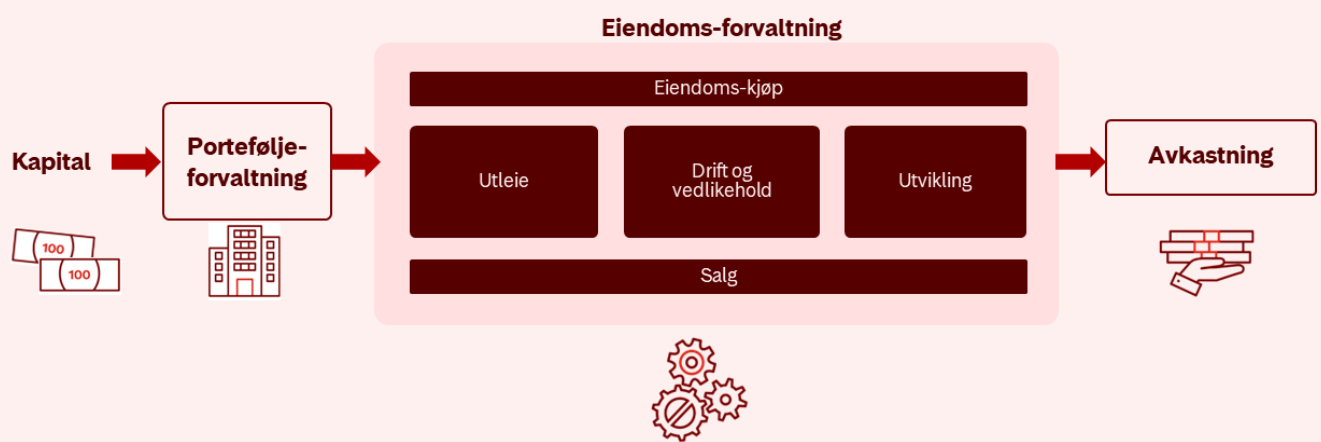 Eiendoms-forvaltning
Eiendoms-kjøp
Kapital
Portefølje-
forvaltning
Utleie
Drift og
vedlikehold
Utvikling
Avkastning
Salg
100
100